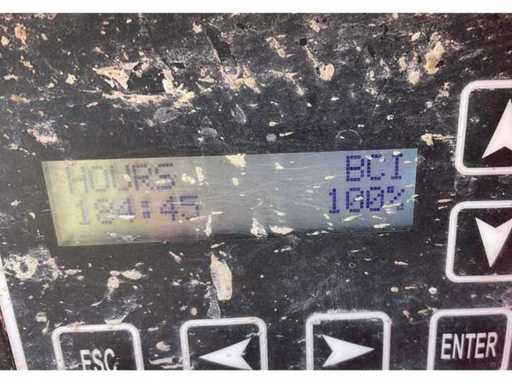 HOURS BCI
184:45 100%
ESC ENTER